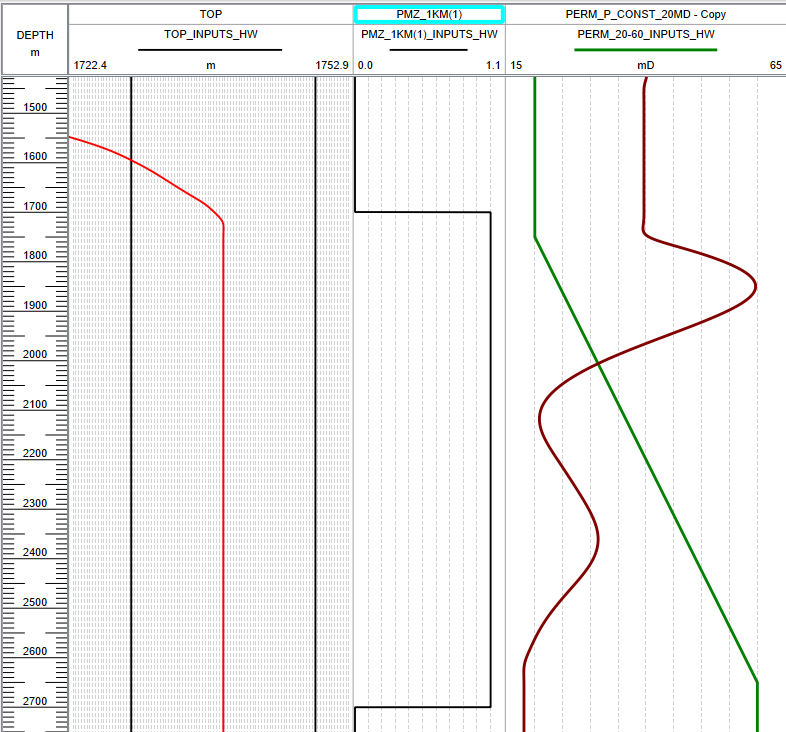 TOP
PMZ_1KM(1)
PERM_P_CONST_20MD - Copy
DEPTH
m
TOP_INPUTS_HW
PMZ_1KM(1)_INPUTS_HW
PERM_20-60_INPUTS_HW
1722.4 m 1752.9
0.0 1.1
15 mD 65
1500
1600
1700
1800
1900
2000
2100
2200
2300
2400
2500
2600
2700